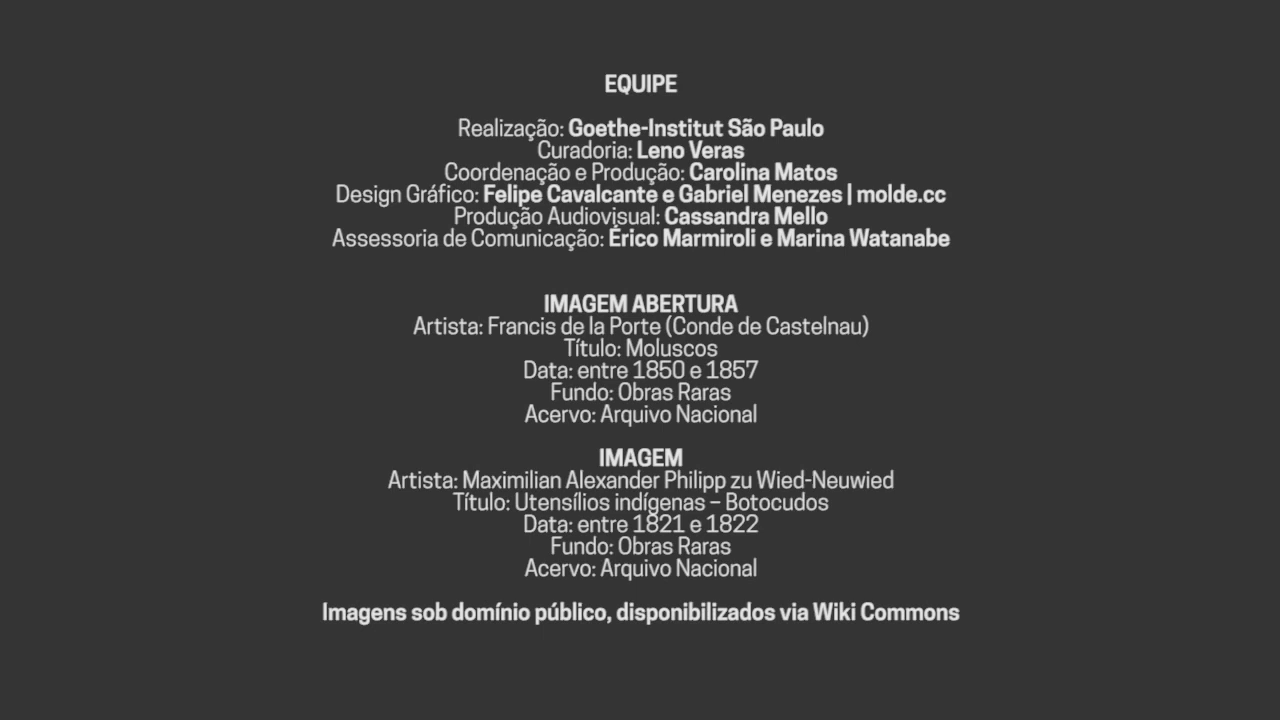 EQUIPE
Realização: Goethe-Institut São Paulo
Curadoria: Leno Veras
Coordenação e Produção: Carolina Matos
Design Gráfico: Felipe Cavalcante e Gabriel Menezes | molde.cc
Produção Audiovisual: Cassandra Mello
Assessoria de Comunicação: Érico Marmiroli e Marina Watanabe
IMAGEM ABERTURA
Artista: Francis de la Porte (Conde de Castelnau)
Título: Moluscos
Data: entre 1850 e 1857
Fundo: Obras Raras
Acervo: Arquivo Nacional
IMAGEM
Artista: Maximilian Alexander Philipp zu Wied-Neuwied
Título: Utensílios indígenas – Botocudos
Data: entre 1821 e 1822
Fundo: Obras Raras
Acervo: Arquivo Nacional
Imagens sob domínio público, disponibilizados via Wiki Commons